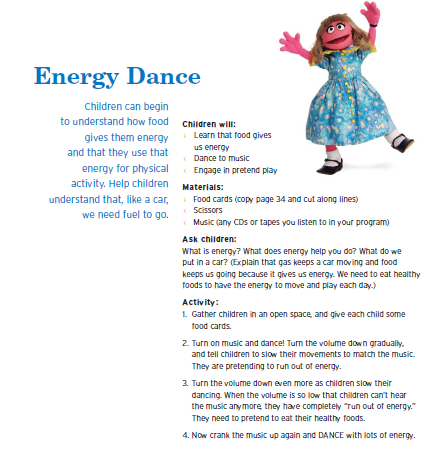 Energy Dance
Children can begin
to understand how food
gives them energy
and that they use that
energy for physical
activity. Help children
understand that, like a car,
we need fuel to go.
Children will:
Learn that food gives
us energy
Dance to music
Engage in pretend play
Materials:
Food cards (copy page 34 and cut along lines)
Scissors
Music (any CDs or tapes you listen to in your program)
Ask children:
What is energy? What does energy help you do? What do we
put in a car? (Explain that gas keeps a car moving and food
keeps us going because it gives us energy. We need to eat healthy
foods to have the energy to move and play each day.)
Activity:
1. Gather children in an open space, and give each child some
food cards.
2. Turn on music and dance! Turn the volume down gradually,
and tell children to slow their movements to match the music.
They are pretending to run out of energy.
3. Turn the volume down even more as children slow their
dancing. When the volume is so low that children can't hear
the music anymore, they have completely "run out of energy."
They need to pretend to eat their healthy foods.
4. Now crank the music up again and DANCE with lots of energy.